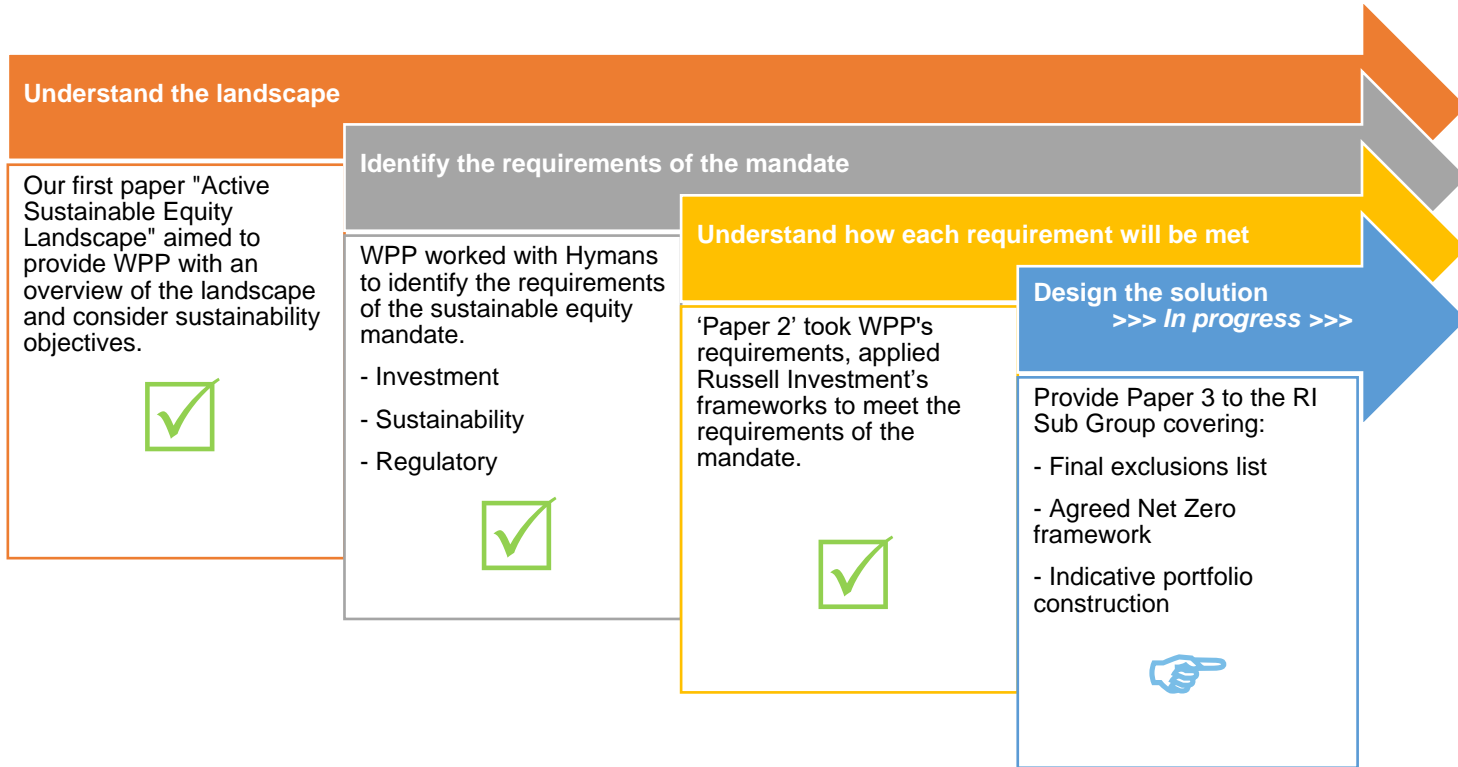 Understand the landscape
Our first paper "Active
Sustainable Equity
Landscape" aimed to
provide WPP with an
overview of the landscape
and consider sustainability
objectives.
Identify the requirements of the mandate
WPP worked with Hymans
to identify the requirements
of the sustainable equity
mandate.
- Investment
- Sustainability
- Regulatory
Understand how each requirement will be met
‘Paper 2’ took WPP's
requirements, applied
Russell Investment’s
frameworks to meet the
requirements of the
mandate.
Design the solution
>>> In progress >>>
Provide Paper 3 to the RI
Sub Group covering:
- Final exclusions list
- Agreed Net Zero
framework
- Indicative portfolio
construction